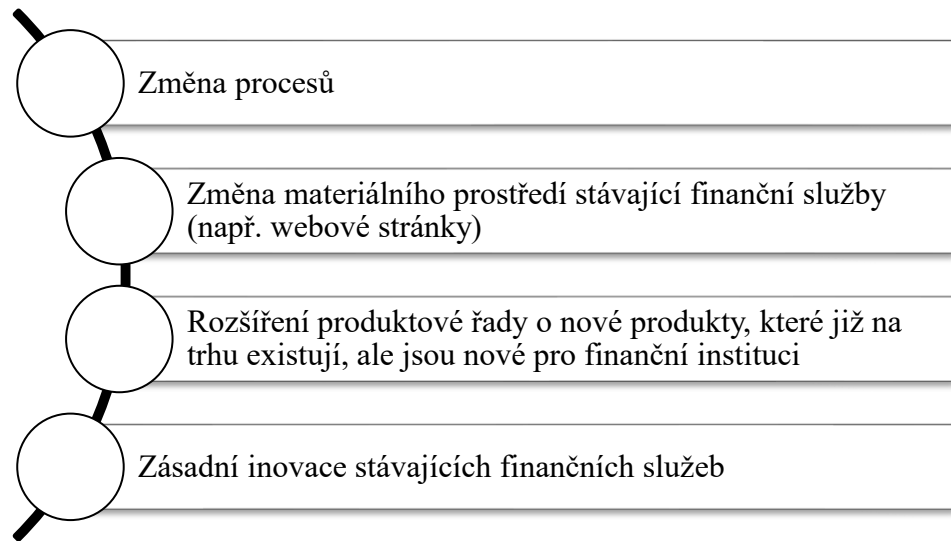 Změna procesů
Změna materiálního prostředí stávající finanční služby
(např. webové stránky)
Rozšíření produktové řady o nové produkty, které již na
trhu existují, ale jsou nové pro finanční instituci
Zásadní inovace stávajících finančních služeb